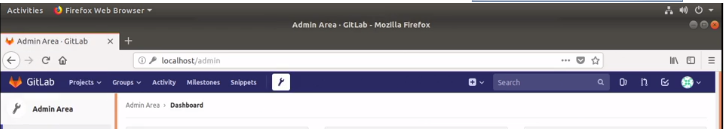 Activities Firefox Web Browser
Admin Area - GitLab - Mozilla Firefox
Admin Area · GitLab
localhost/admin
GitLab Projects Groups Activity Milestones Snippets Search
Admin Area Admin Area › Dashboard